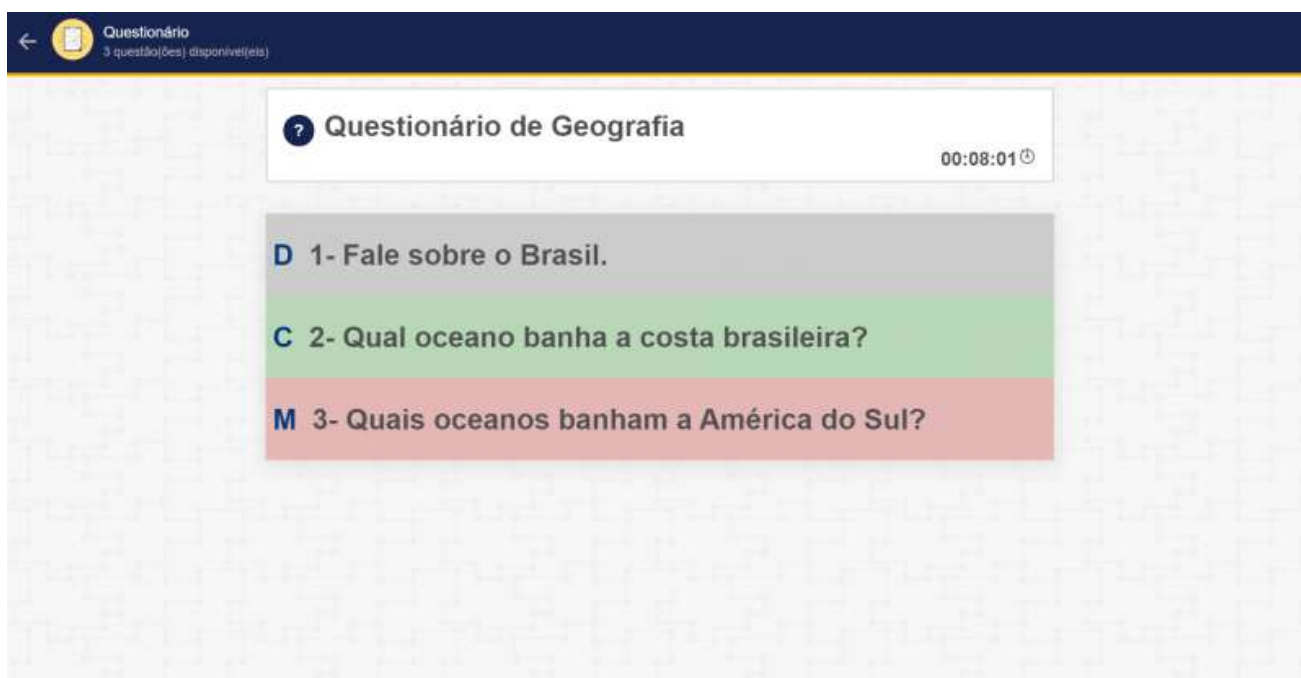 Questionário
3 questão(ões) disponível(eis)
? Questionário de Geografia
00:08:01
D 1- Fale sobre o Brasil.
C 2- Qual oceano banha a costa brasileira?
M 3- Quais oceanos banham a América do Sul?